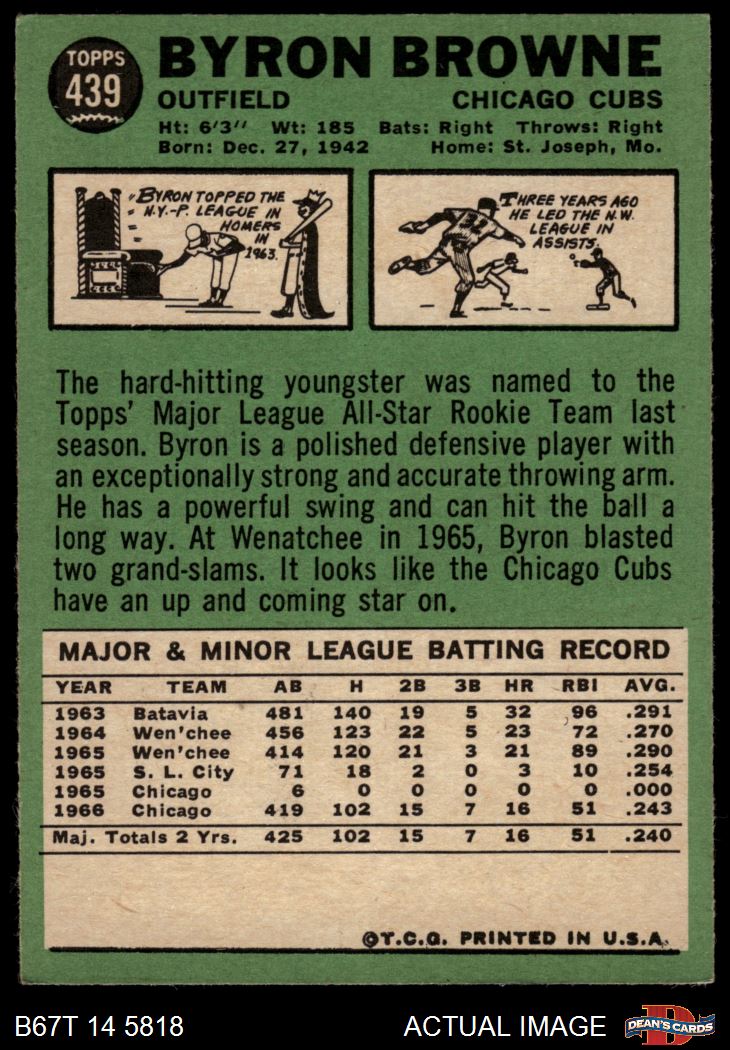 TOPPS
439
BYRON BROWNE
OUTFIELD CHICAGO CUBS
Ht: 6'3" Wt: 185 Bats: Right Throws: Right
Born: Dec. 27, 1942 Home: St. Joseph, Mo.
BYRON TOPPED THE
N.Y.-P. LEAGUE IN
HOMERS
IN
1963.
THREE YEARS AGO
HE LED THE N.W.
LEAGUE IN
ASSISTS.
The hard-hitting youngster was named to the
Topps' Major League All-Star Rookie Team last
season. Byron is a polished defensive player with
an exceptionally strong and accurate throwing arm.
He has a powerful swing and can hit the ball a
long way. At Wenatchee in 1965, Byron blasted
two grand-slams. It looks like the Chicago Cubs
have an up and coming star on.
MAJOR & MINOR LEAGUE BATTING RECORD
YEAR TEAM AB H 2B 3B HR RBI AVG.
1963 Batavia 481 140 19 5 32 96 .291
1964 Wen'chee 456 123 22 5 23 72 .270
1965 Wen'chee 414 120 21 3 21 89 .290
1965 S. L. City 71 18 2 0 3 10 .254
1965 Chicago 6 0 0 0 0 0 .000
1966 Chicago 419 102 15 7 16 51 .243
Maj. Totals 2 Yrs. 425 102 15 7 16 51 .240
©T.C.G. PRINTED IN U.S.A.
B67T 14 5818 ACTUAL IMAGE
D
DEAN'S CARDS